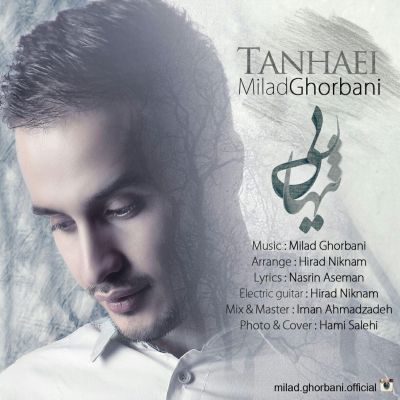 TANHAEI
MiladGhorbani
تنهایی
Music : Milad Ghorbani
Arrange : Hirad Niknam
Lyrics : Nasrin Aseman
Electric guitar : Hirad Niknam
Mix & Master : Iman Ahmadzadeh
Photo & Cover : Hami Salehi
milad.ghorbani.official